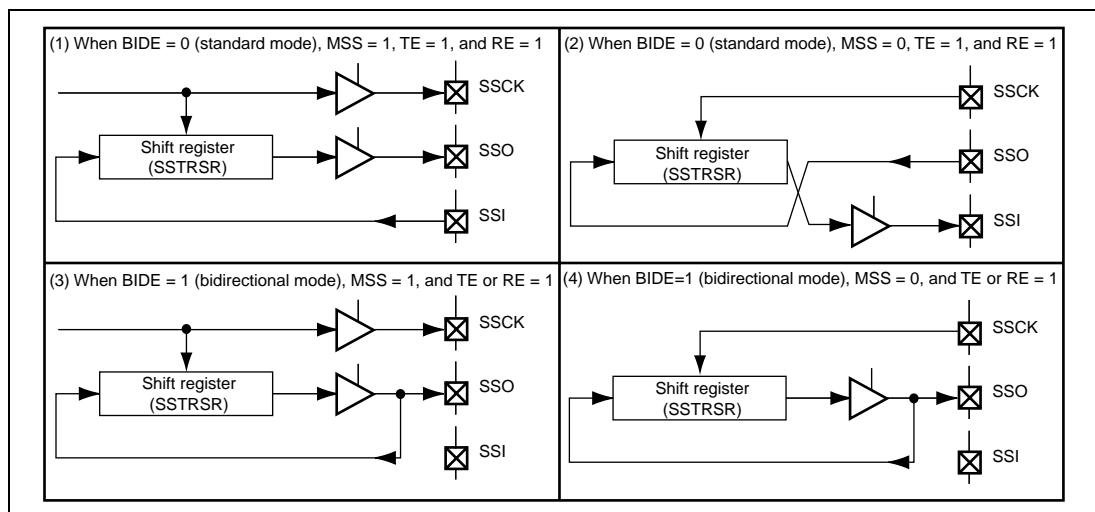 (1) When BIDE = 0 (standard mode), MSS = 1, TE = 1, and RE = 1
SSCK
Shift register
(SSTRSR)
SSO
SSI
(2) When BIDE = 0 (standard mode), MSS = 0, TE = 1, and RE = 1
SSCK
Shift register
(SSTRSR)
SSO
SSI
(3) When BIDE = 1 (bidirectional mode), MSS = 1, and TE or RE = 1
SSCK
Shift register
(SSTRSR)
SSO
SSI
(4) When BIDE=1 (bidirectional mode), MSS = 0, and TE or RE = 1
SSCK
Shift register
(SSTRSR)
SSO
SSI